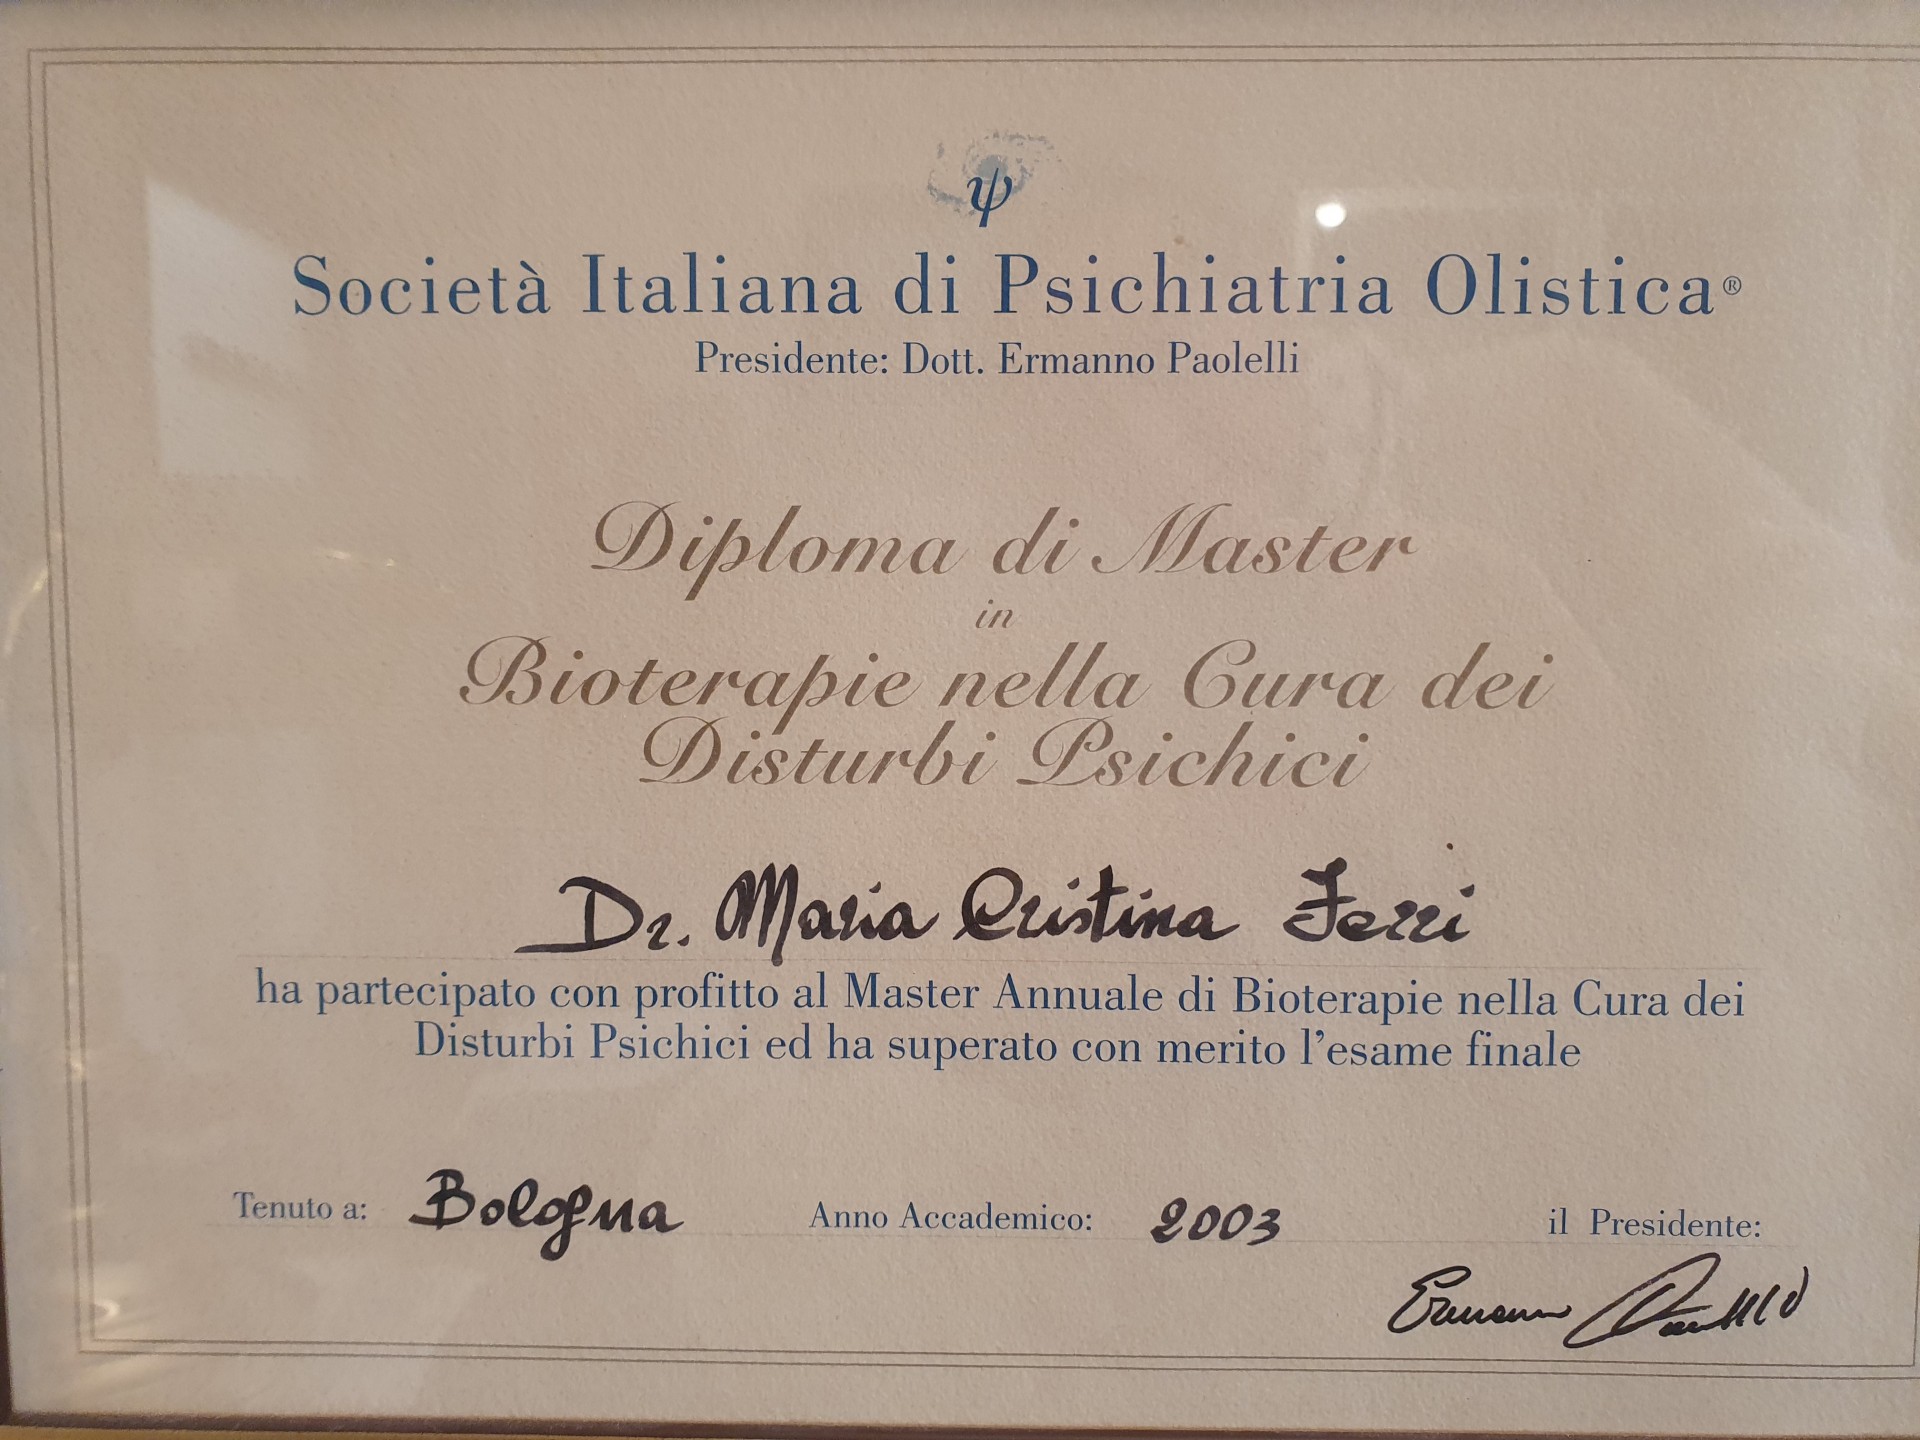 ψ
Società Italiana di Psichiatria Olistica®
Presidente: Dott. Ermanno Paolelli
Diploma di Master
in
Bioterapie nella Cura dei
Disturbi Psichici
Dr. Maria Cristina Ferri
ha partecipato con profitto al Master Annuale di Bioterapie nella Cura dei
Disturbi Psichici ed ha superato con merito l'esame finale
Tenuto a: Bologna Anno Accademico: 2003 il Presidente:
Ermanno Paolelli